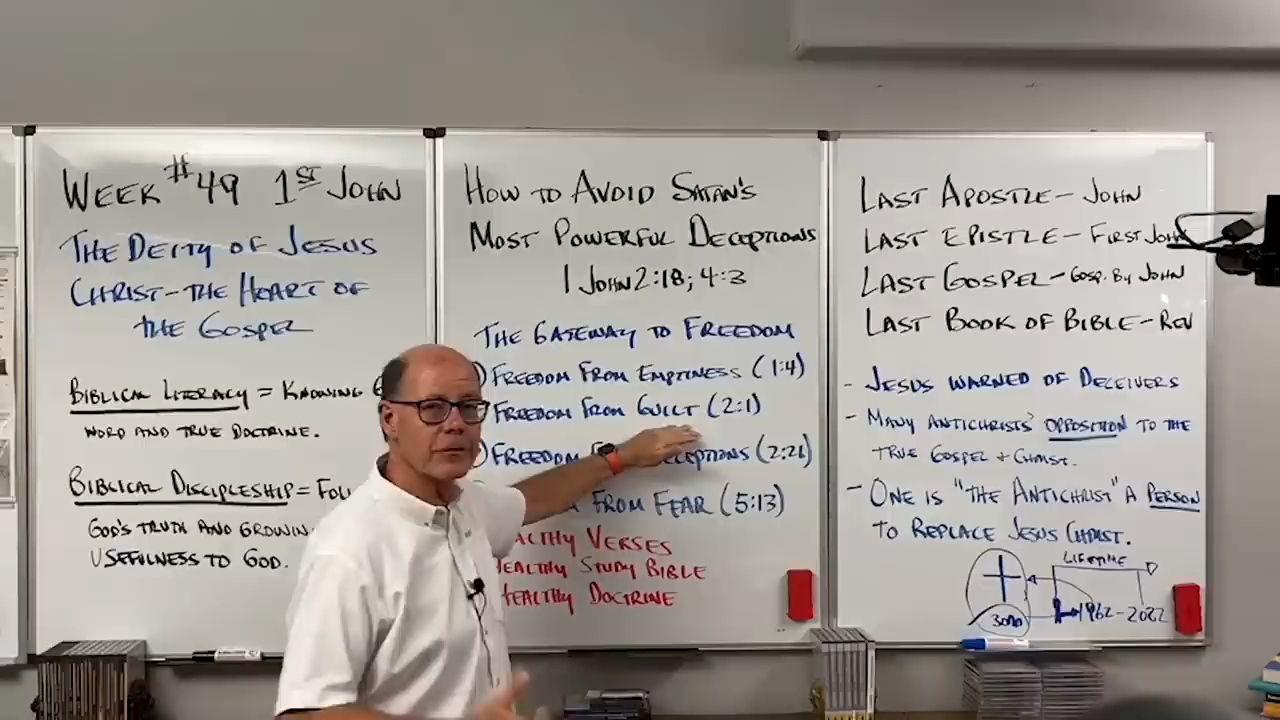 WEEK #49 1ST JOHN
THE DEITY OF JESUS
CHRIST-THE HEART OF
THE GOSPEL
BIBLICAL LITERACY = KNOWING
WORD AND TRUE DOCTRINE.
BIBLICAL DISCIPLESHIP =
GOD'S TRUTH AND
USEFULNESS TO GOD.
HOW TO AVOID SATAN'S
MOST POWERFUL DECEPTIONS
1 JOHN 2:18; 4:3
THE GATEWAY TO FREEDOM
FREEDOM FROM EMPTINESS (1:4)
FREEDOM FROM GUILT (2:1)
FREEDOM (2:26)
FROM FEAR (5:13)
VERSES
HEALTHY STUDY BIBLE
HEALTHY DOCTRINE
LAST APOSTLE- JOHN
LAST EPISTLE- FIRST JOHN
LAST GOSPEL- GOSP. BY JOHN
LAST BOOK OF BIBLE- REV
- JESUS WARNED OF DECEIVERS
- MANY ANTICHRISTS' OPPOSITION TO THE
TRUE GOSPEL + CHRIST.
- ONE IS "THE ANTICHRIST" A PERSON
TO REPLACE JESUS CHRIST.
LIFETIME
1962-2022